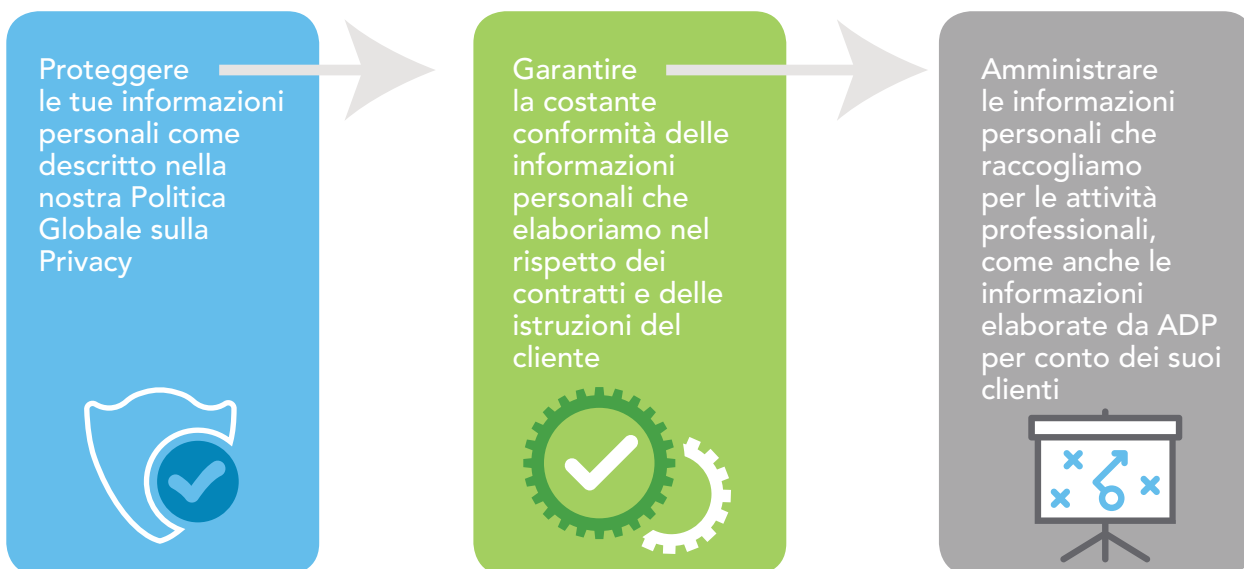 Proteggere
le tue informazioni
personali come
descritto nella
nostra Politica
Globale sulla
Privacy
Garantire
la costante
conformità delle
informazioni
personali che
elaboriamo nel
rispetto dei
contratti e delle
istruzioni del
cliente
Amministrare
le informazioni
personali che
raccogliamo
per le attività
professionali,
come anche le
informazioni
elaborate da ADP
per conto dei suoi
clienti